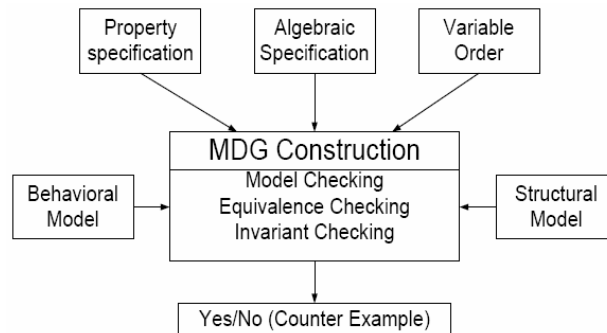 Property
specification
Algebraic
Specification
Variable
Order
MDG Construction
Model Checking
Equivalence Checking
Invariant Checking
Behavioral
Model
Structural
Model
Yes/No (Counter Example)